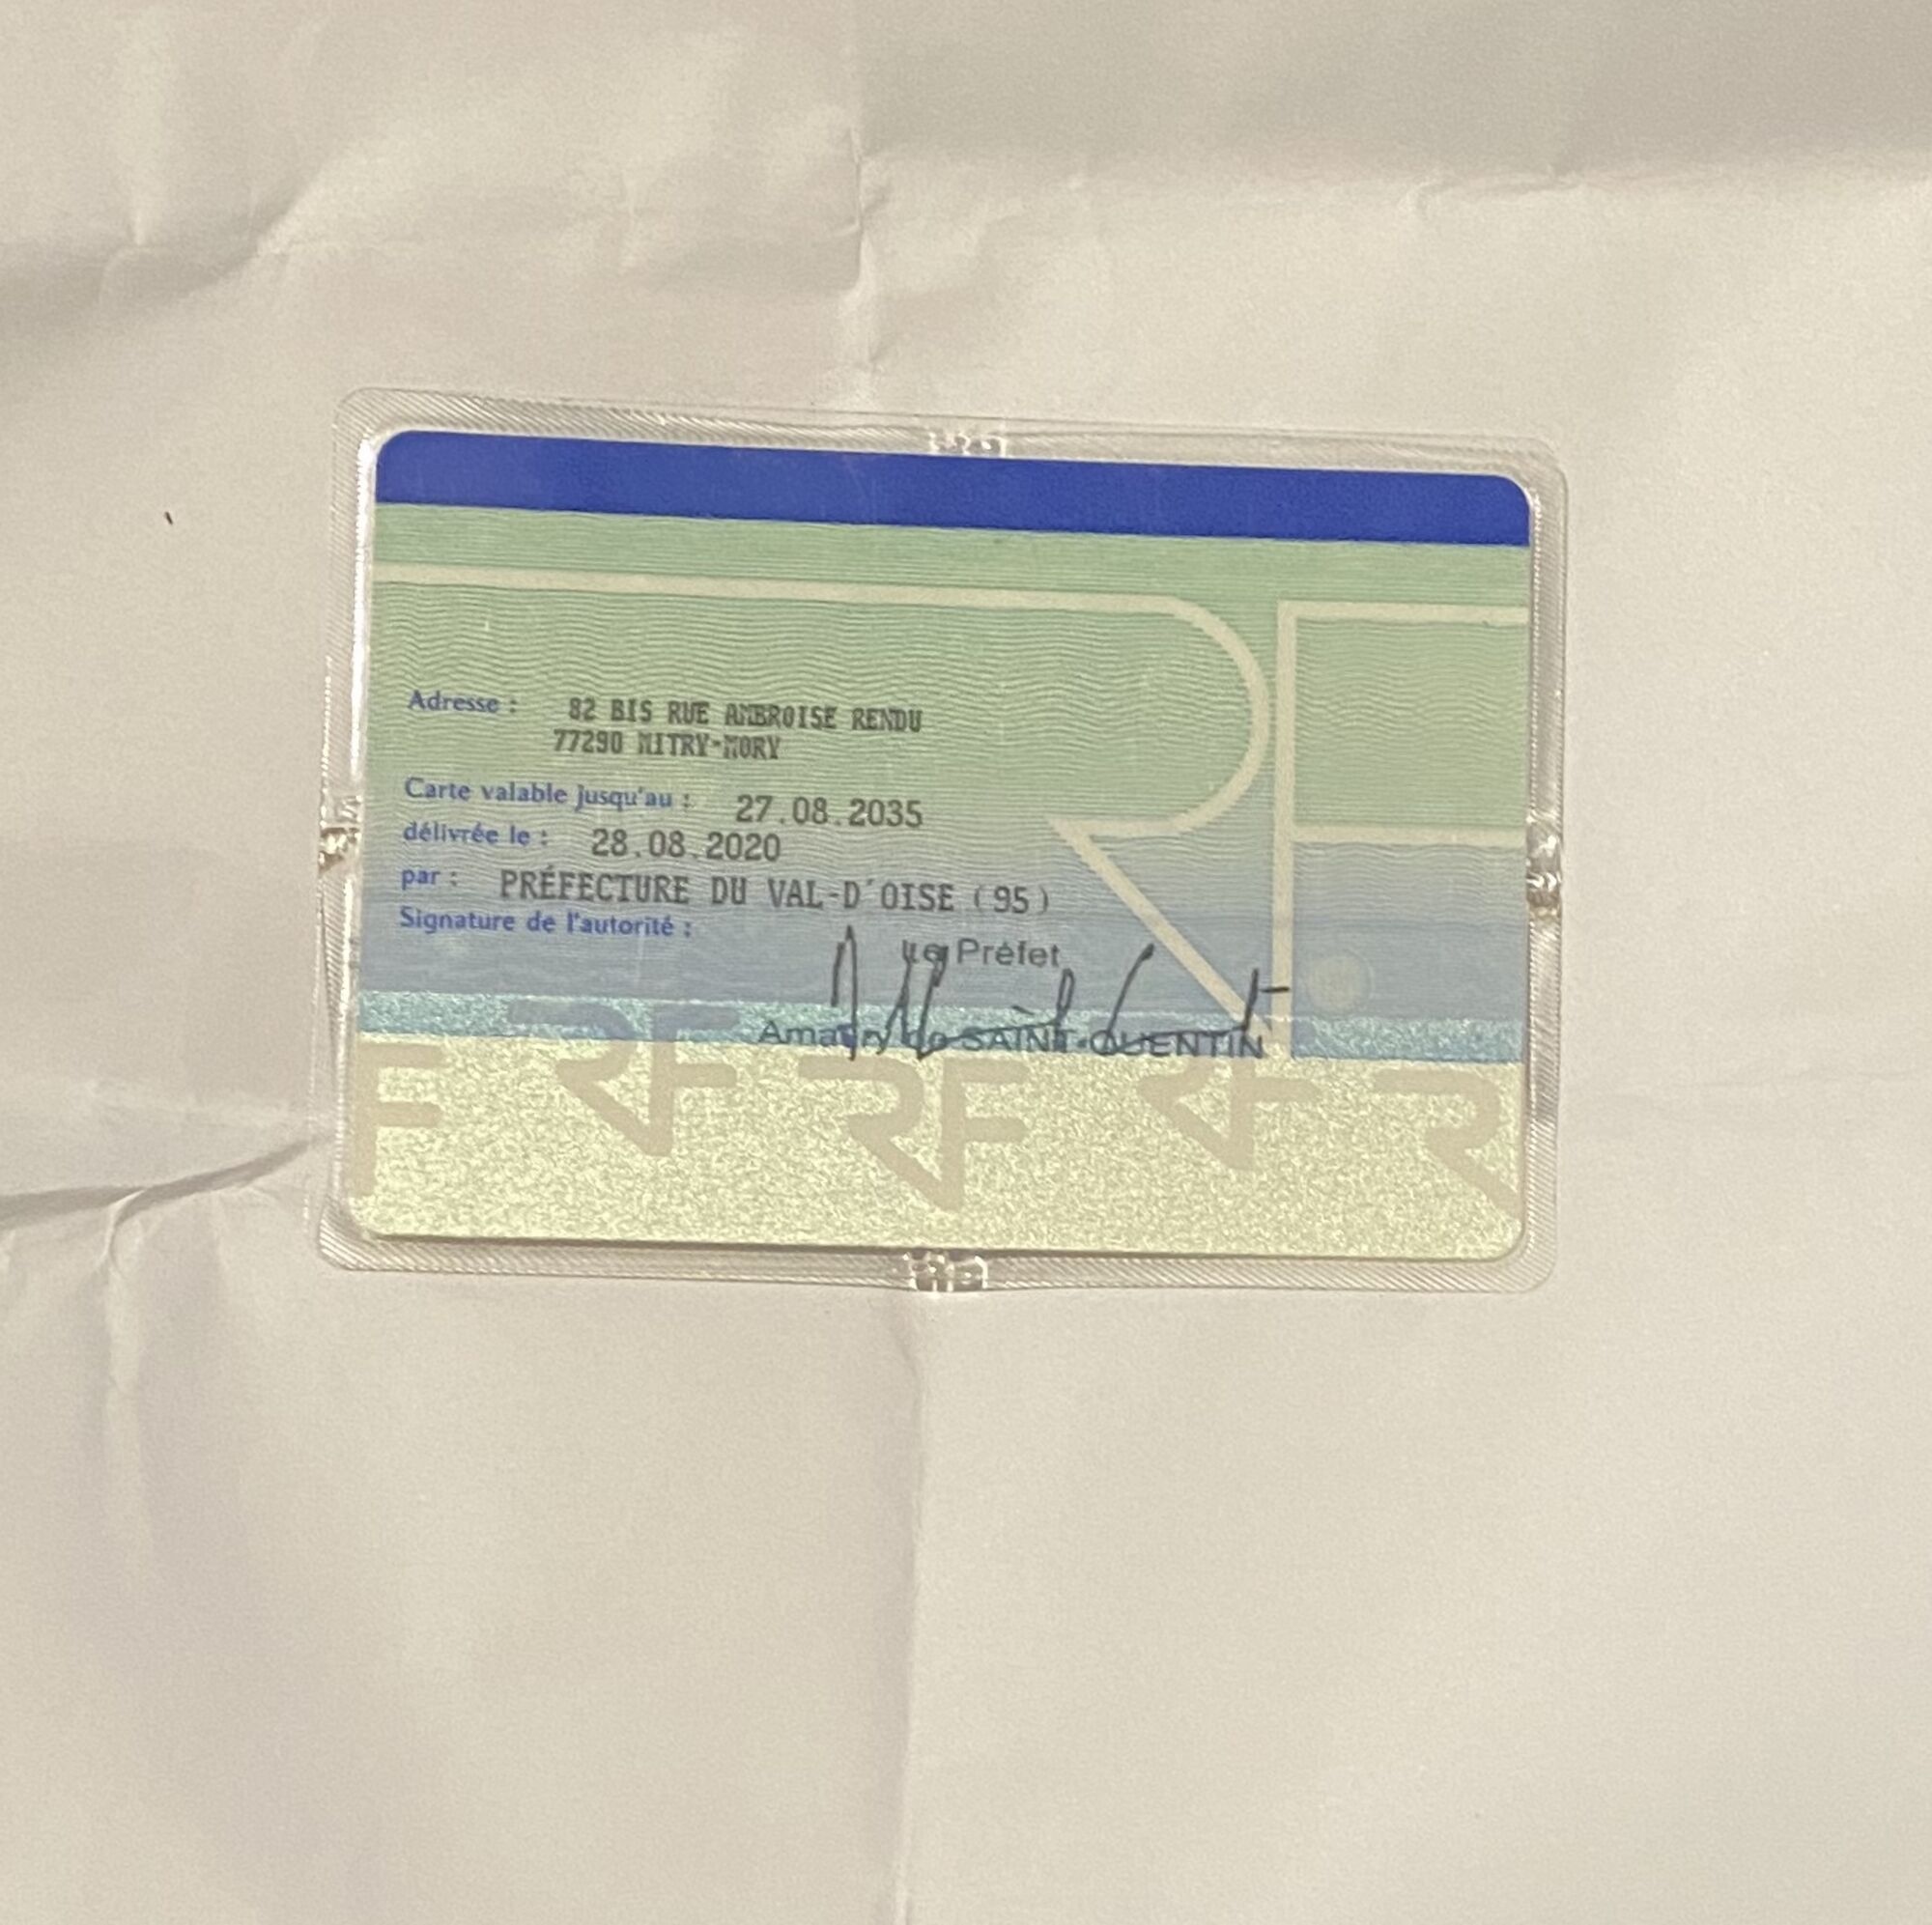 Adresse : 82 BIS RUE AMBROISE RENDU
77290 MITRY-MORY
Carte valable jusqu'au : 27.08.2035
délivrée le : 28.08.2020
par : PRÉFECTURE DU VAL-D'OISE (95)
Signature de l'autorité :
Le Préfet
Amaury de SAINT-QUENTIN
RF
F RF RF RF R